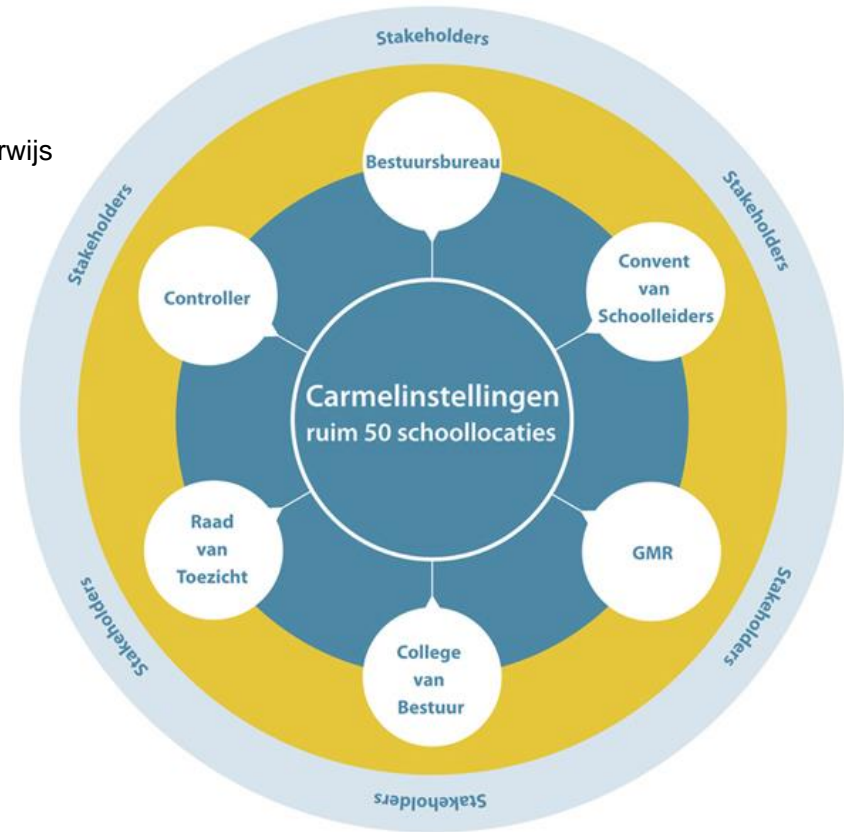 Stakeholders
rwijs
Bestuursbureau
Stakeholders
Stakeholders
Convent
van
Schoolleiders
Controller
Carmelinstellingen
ruim 50 schoollocaties
Raad
van
Toezicht
GMR
Stakeholders
Stakeholders
College
van
Bestuur
Stakeholders